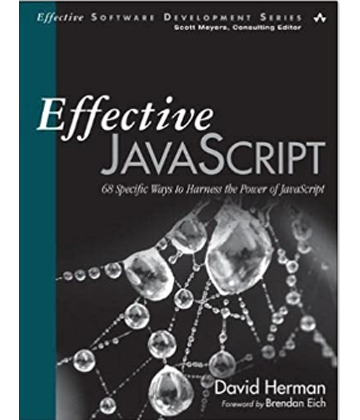 Effective SOFTWARE DEVELOPMENT SERIES
Scott Meyers, Consulting Editor
Effective
JAVASCRIPT
68 Specific Ways to Harness the Power of JavaScript
David Herman
Foreword by Brendan Eich